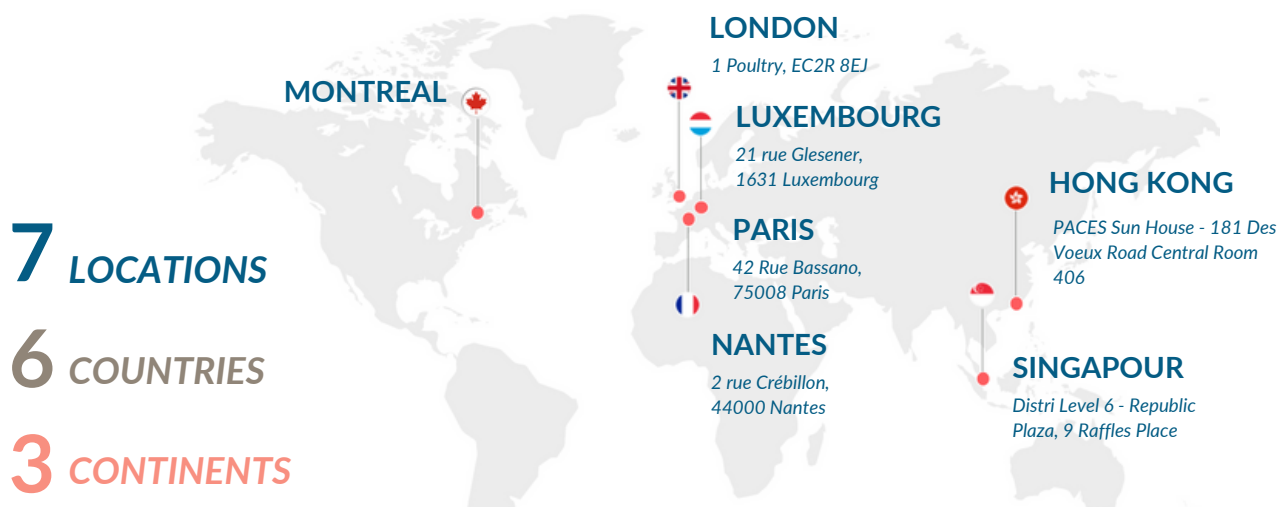 LONDON
1 Poultry, EC2R 8EJ
MONTREAL
LUXEMBOURG
21 rue Glesener,
1631 Luxembourg
HONG KONG
PACES Sun House - 181 Des
Voeux Road Central Room
406
PARIS
42 Rue Bassano,
75008 Paris
7 LOCATIONS
6 COUNTRIES
3 CONTINENTS
NANTES
2 rue Crébillon,
44000 Nantes
SINGAPOUR
Distri Level 6 - Republic
Plaza, 9 Raffles Place